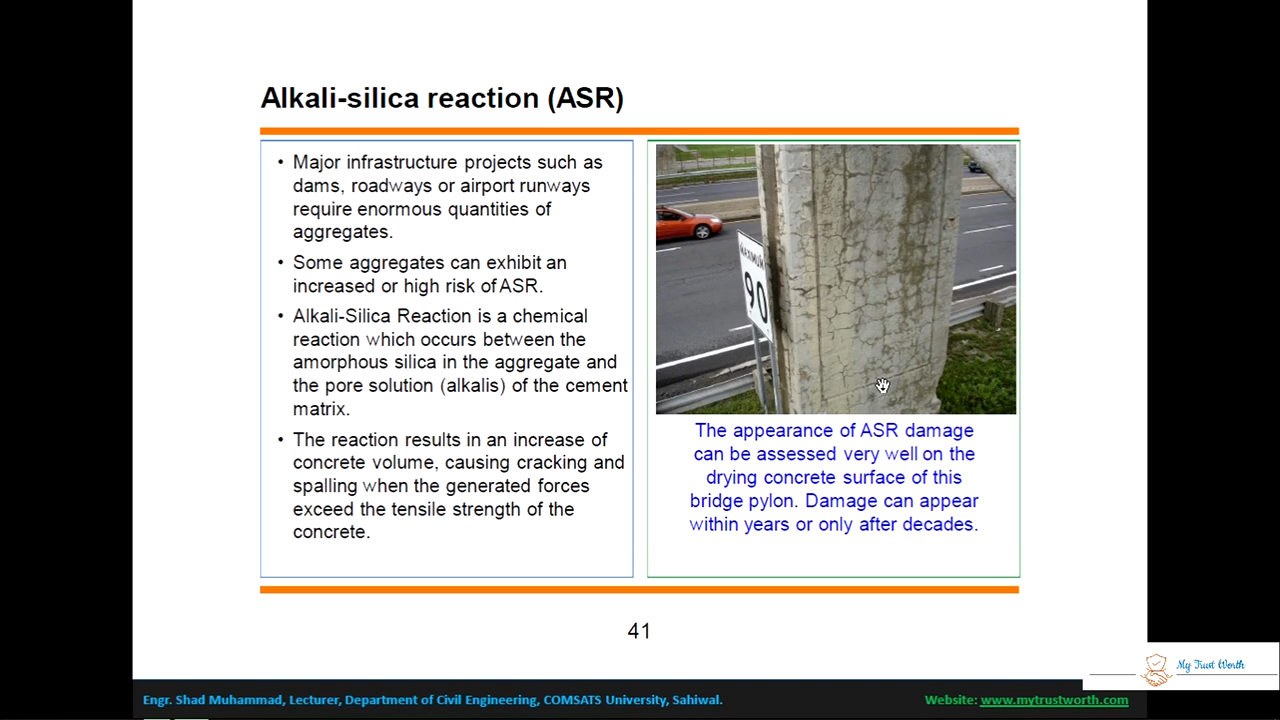 Alkali-silica reaction (ASR)
• Major infrastructure projects such as
dams, roadways or airport runways
require enormous quantities of
aggregates.
• Some aggregates can exhibit an
increased or high risk of ASR.
• Alkali-Silica Reaction is a chemical
reaction which occurs between the
amorphous silica in the aggregate and
the pore solution (alkalis) of the cement
matrix.
• The reaction results in an increase of
concrete volume, causing cracking and
spalling when the generated forces
exceed the tensile strength of the
concrete.
MAXIMUM
90
The appearance of ASR damage
can be assessed very well on the
drying concrete surface of this
bridge pylon. Damage can appear
within years or only after decades.
41
My Trust Worth
Engr. Shad Muhammad, Lecturer, Department of Civil Engineering, COMSATS University, Sahiwal.
Website: www.mytrustworth.com